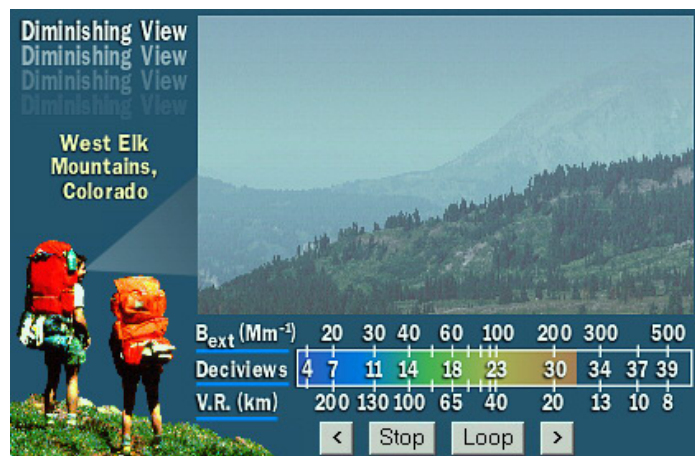 Diminishing View
Diminishing View
Diminishing View
Diminishing View
West Elk
Mountains,
Colorado
Bext (Mm-1) 20 30 40 60 100 200 300 500
Deciviews 4 7 11 14 18 23 30 34 37 39
V.R. (km) 200 130 100 65 40 20 13 10 8
< Stop Loop >